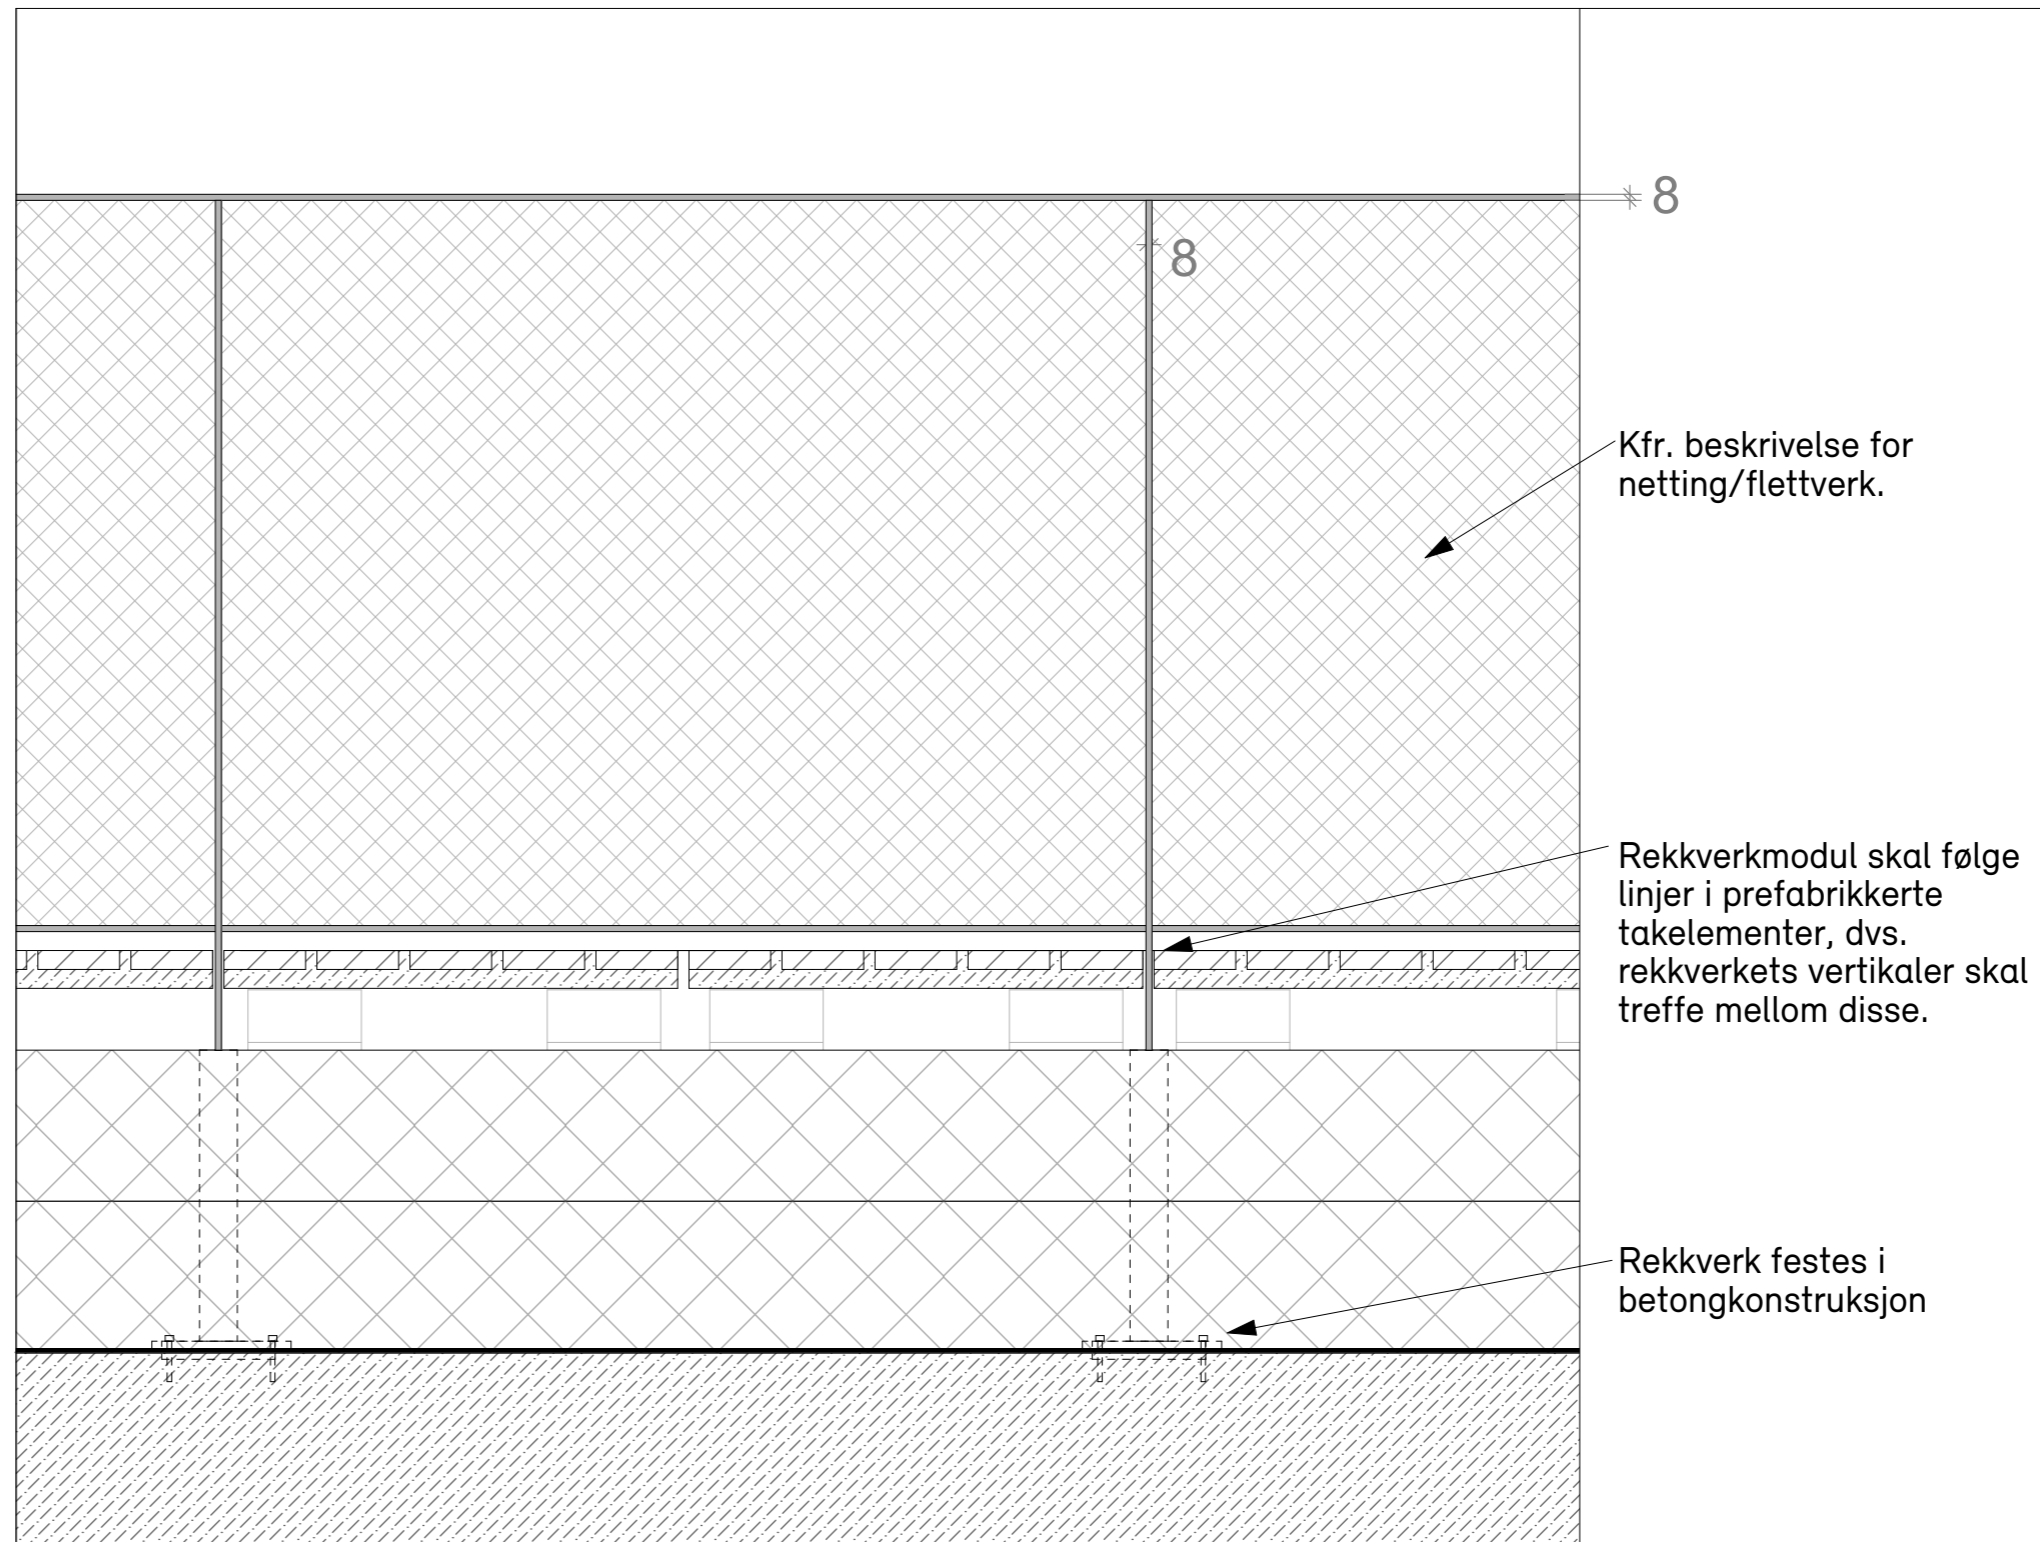 8
8
Kfr. beskrivelse for
netting/flettverk.
Rekkverkmodul skal følge
linjer i prefabrikkerte
takelementer, dvs.
rekkverkets vertikaler skal
treffe mellom disse.
Rekkverk festes i
betongkonstruksjon